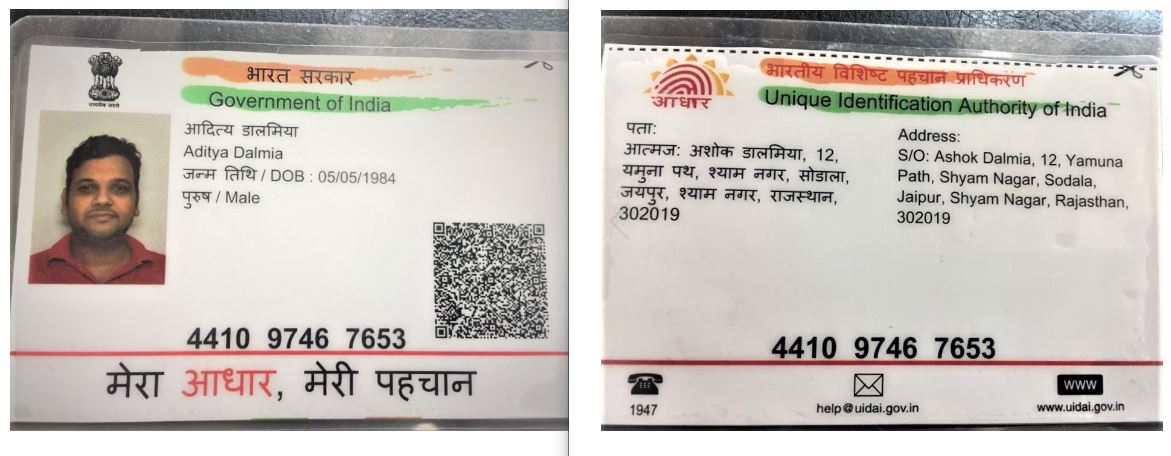 सत्यमेव जयते
भारत सरकार
Government of India
आदित्य डालमिया
Aditya Dalmia
जन्म तिथि / DOB : 05/05/1984
पुरुष / Male
4410 9746 7653
मेरा आधार, मेरी पहचान
आधार
भारतीय विशिष्ट पहचान प्राधिकरण
Unique Identification Authority of India
पता:
आत्मज: अशोक डालमिया, 12,
यमुना पथ, श्याम नगर, सोडाला,
जयपुर, श्याम नगर, राजस्थान,
302019
Address:
S/O: Ashok Dalmia, 12, Yamuna
Path, Shyam Nagar, Sodala,
Jaipur, Shyam Nagar, Rajasthan,
302019
4410 9746 7653
1947
help@uidai.gov.in
WWW
www.uidai.gov.in